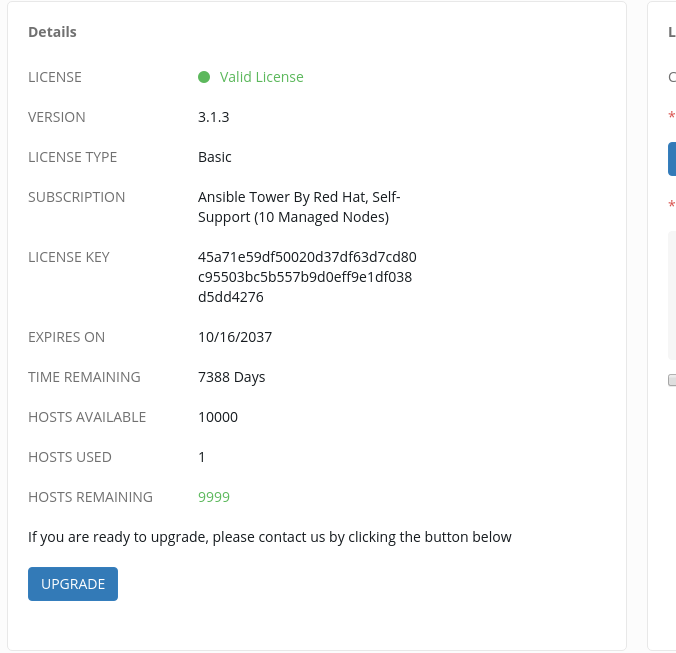 Details
LICENSE Valid License
VERSION 3.1.3
LICENSE TYPE Basic
SUBSCRIPTION Ansible Tower By Red Hat, Self-
Support (10 Managed Nodes)
LICENSE KEY 45a71e59df50020d37df63d7cd80
c95503bc5b557b9d0eff9e1df038
d5dd4276
EXPIRES ON 10/16/2037
TIME REMAINING 7388 Days
HOSTS AVAILABLE 10000
HOSTS USED 1
HOSTS REMAINING 9999
If you are ready to upgrade, please contact us by clicking the button below
UPGRADE
L
*
*